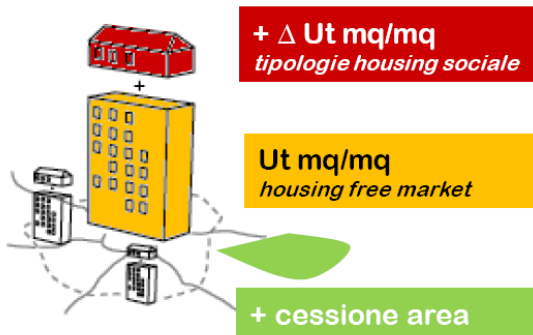 + Δ Ut mq/mq
tipologie housing sociale
+
Ut mq/mq
housing free market
+ cessione area